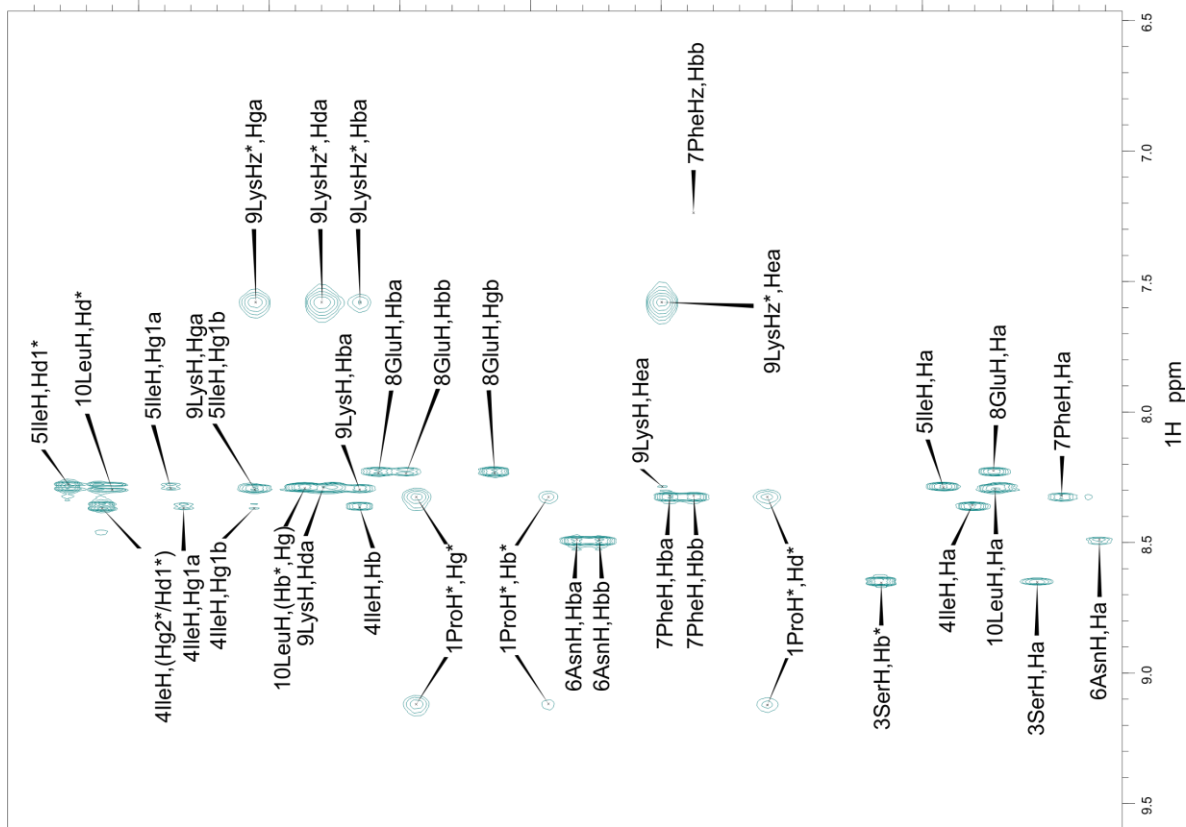 5IleH,Hd1*
10LeuH,Hd*
5IleH,Hg1a
9LysH,Hga
5IleH,Hg1b
9LysHz*,Hga
9LysHz*,Hda
9LysHz*,Hba
9LysH,Hba
8GluH,Hba
8GluH,Hbb
8GluH,Hgb
9LysH,Hea
7PheHz,Hbb
9LysHz*,Hea
5IleH,Ha
8GluH,Ha
7PheH,Ha
4IleH,(Hg2*/Hd1*)
4IleH,Hg1a
4IleH,Hg1b
10LeuH,(Hb*,Hg)
9LysH,Hda
4IleH,Hb
1ProH*,Hg*
1ProH*,Hb*
6AsnH,Hba
6AsnH,Hbb
7PheH,Hba
7PheH,Hbb
1ProH*,Hd*
3SerH,Hb*
4IleH,Ha
10LeuH,Ha
3SerH,Ha
6AsnH,Ha
6.5
7.0
7.5
8.0
8.5
9.0
9.5
1H ppm